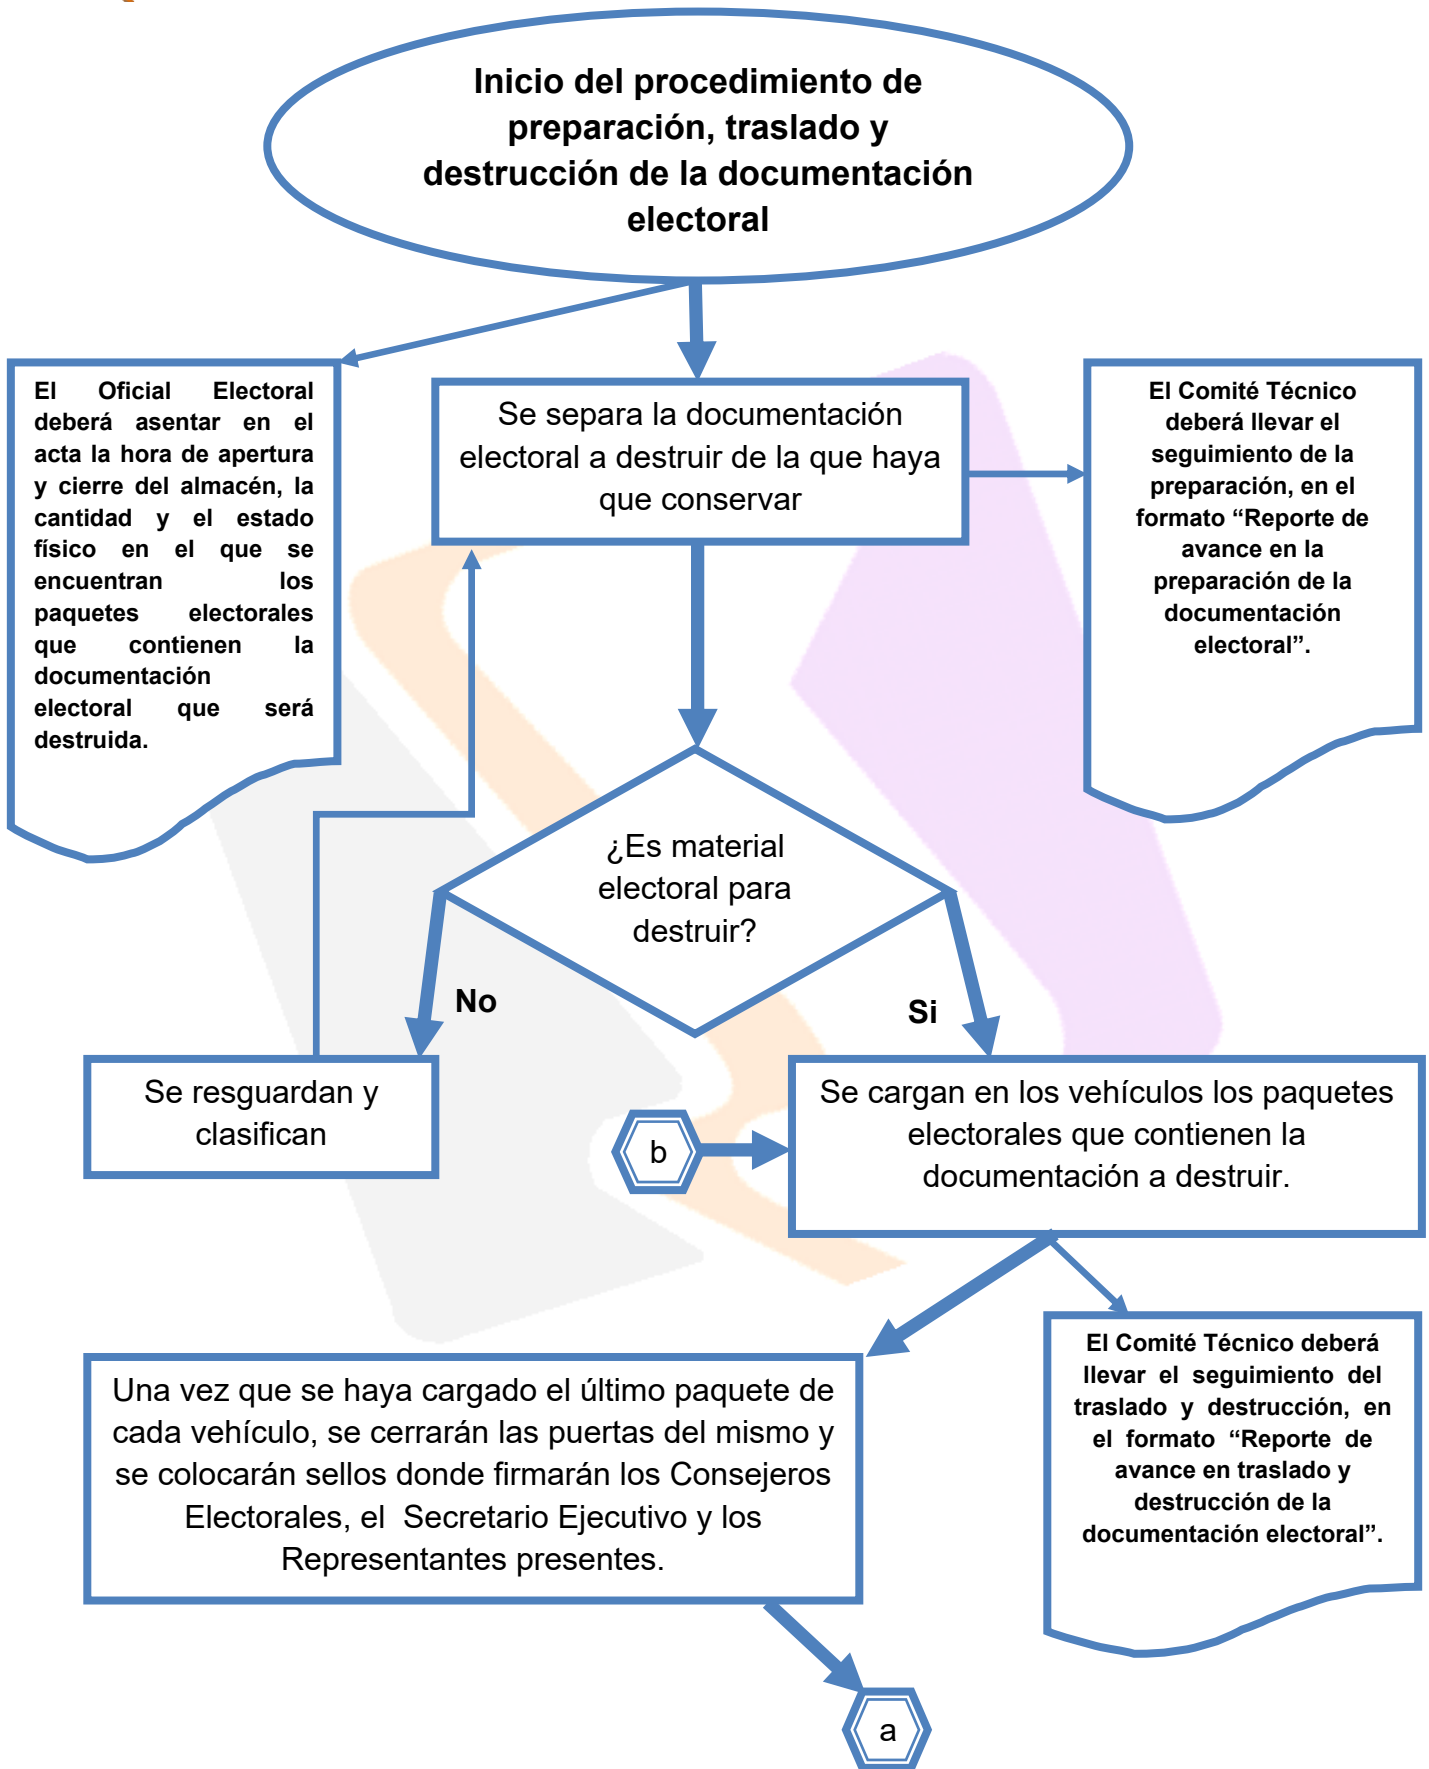 Inicio del procedimiento de
preparación, traslado y
destrucción de la documentación
electoral
El Oficial Electoral
deberá asentar en el
acta la hora de apertura
y cierre del almacén, la
cantidad y el estado
físico en el que se
encuentran los
paquetes electorales
que contienen la
documentación
electoral que será
destruida.
Se separa la documentación
electoral a destruir de la que haya
que conservar
El Comité Técnico
deberá llevar el
seguimiento de la
preparación, en el
formato “Reporte de
avance en la
preparación de la
documentación
electoral”.
¿Es material
electoral para
destruir?
No
Si
Se resguardan y
clasifican
b
Se cargan en los vehículos los paquetes
electorales que contienen la
documentación a destruir.
Una vez que se haya cargado el último paquete de
cada vehículo, se cerrarán las puertas del mismo y
se colocarán sellos donde firmarán los Consejeros
Electorales, el  Secretario Ejecutivo y los
Representantes presentes.
El Comité Técnico deberá
llevar el seguimiento del
traslado y destrucción, en
el formato “Reporte de
avance en traslado y
destrucción de la
documentación electoral”.
a